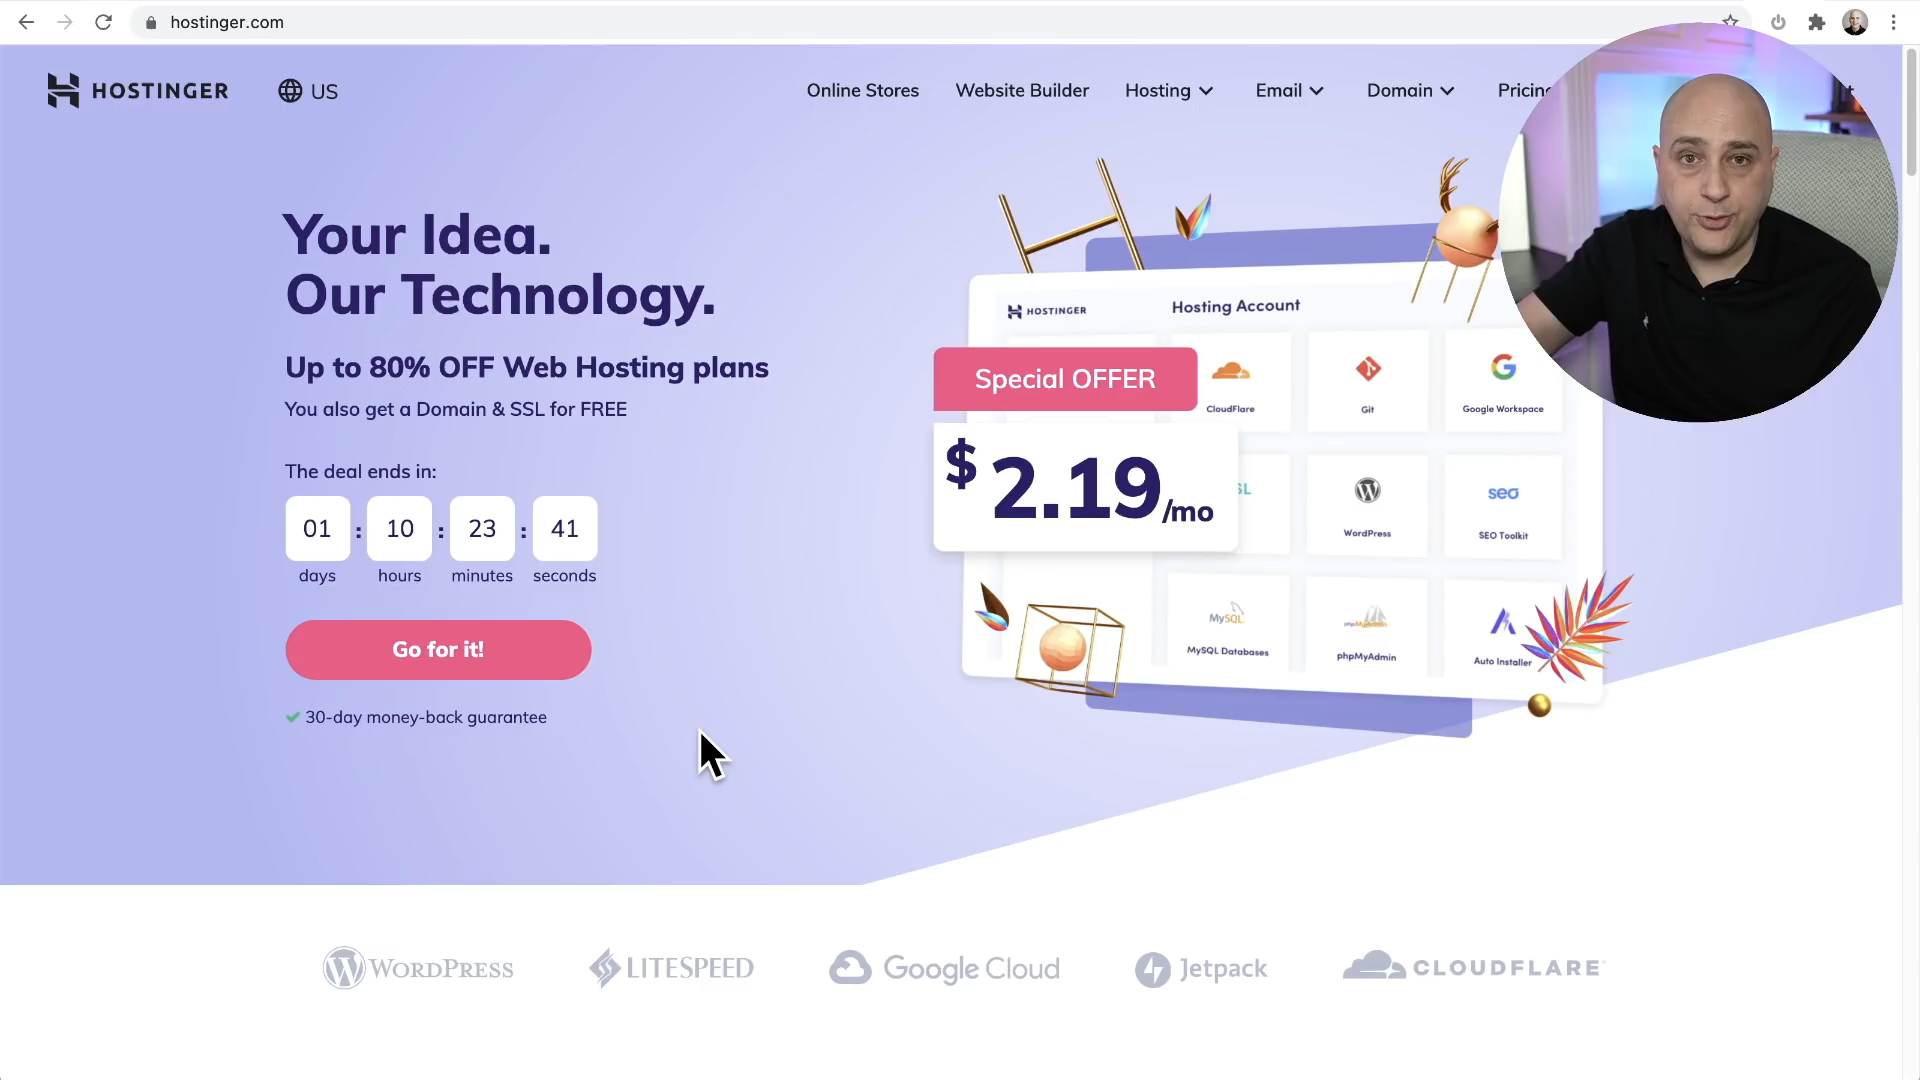 hostinger.com
HOSTINGER
US
Online Stores
Website Builder
Hosting
Email
Domain
Pricing
Your Idea.
Our Technology.
Up to 80% OFF Web Hosting plans
You also get a Domain & SSL for FREE
The deal ends in:
01 : 10 : 23 : 41
days hours minutes seconds
Go for it!
30-day money-back guarantee
HOSTINGER
Hosting Account
Special OFFER
$2.19/mo
CloudFlare
Git
Google Workspace
SL
WordPress
seo
SEO Toolkit
MySQL
MySQL Databases
phpMyAdmin
Auto Installer
WORDPRESS
LITESPEED
Google Cloud
Jetpack
CLOUDFLARE